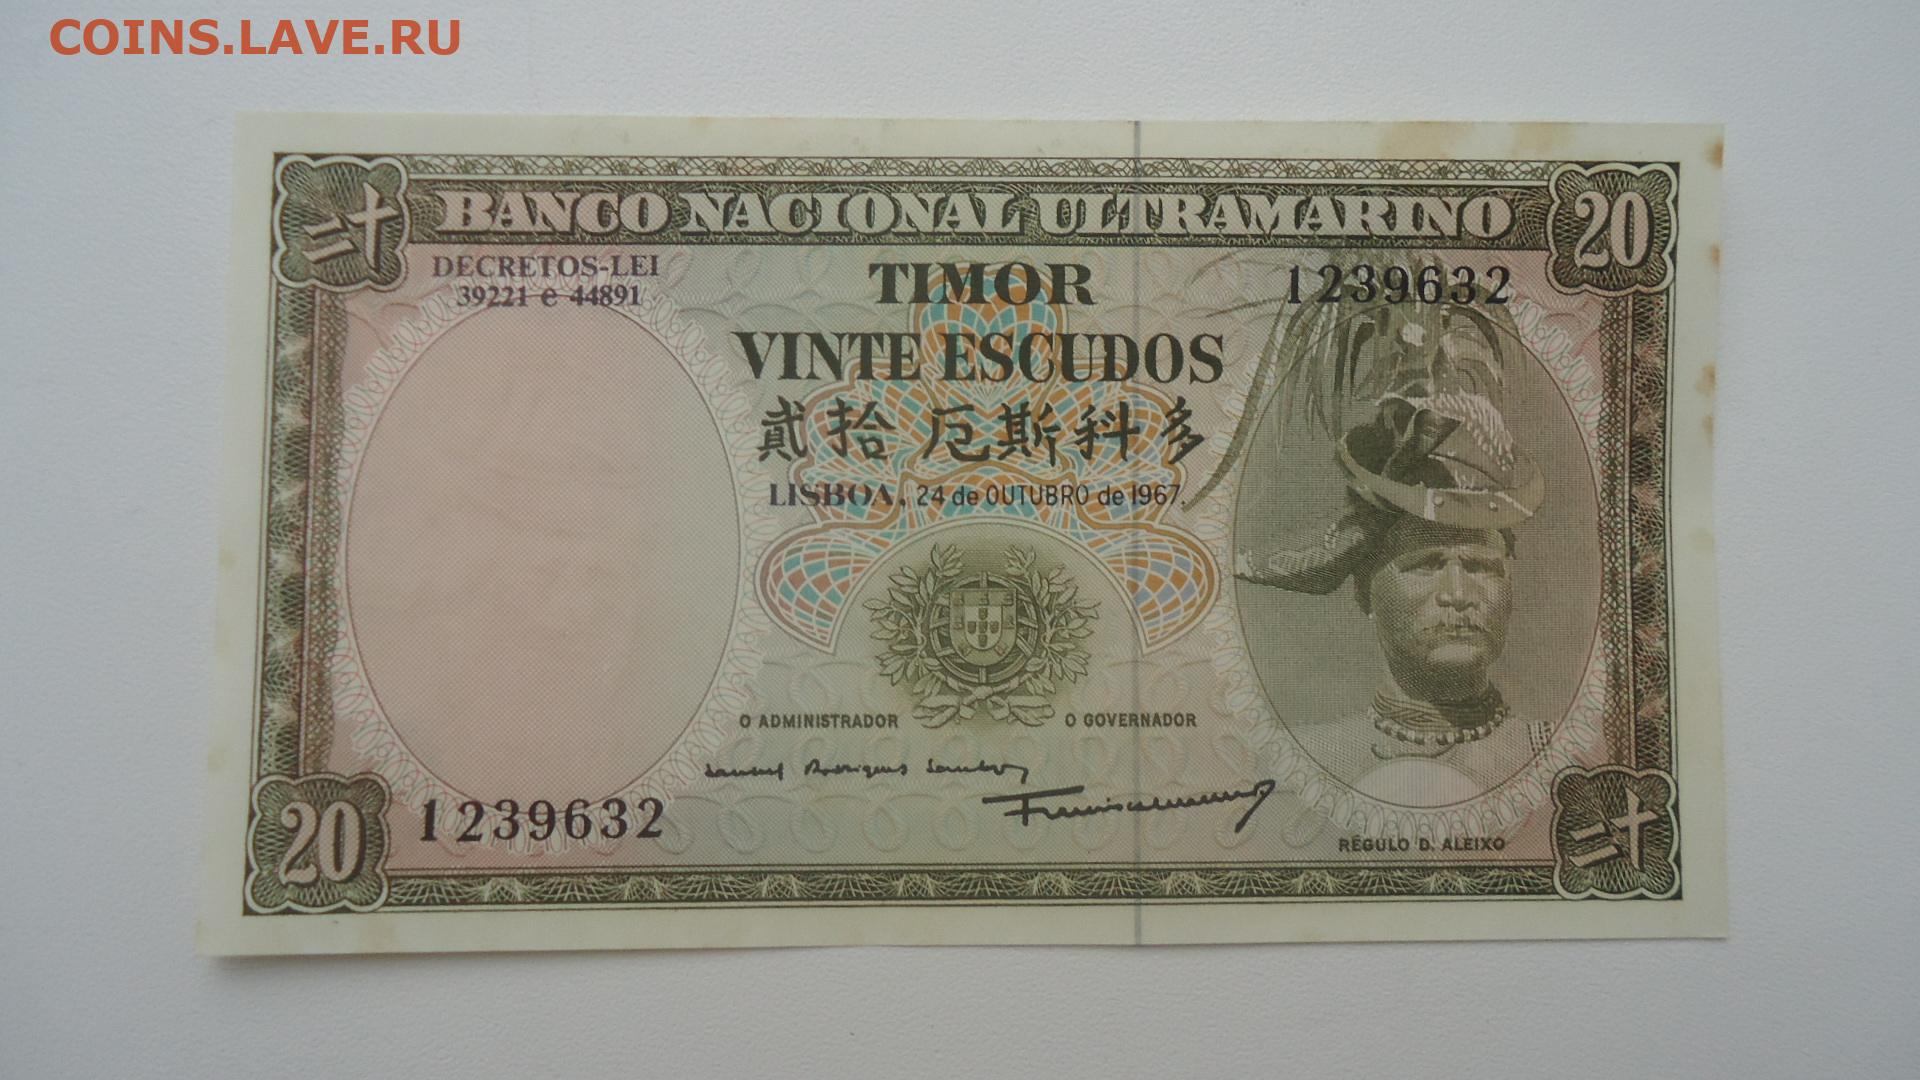 COINS.LAVE.RU
二十 BANCO NACIONAL ULTRAMARINO 20
DECRETOS-LEI
39221 e 44891
TIMOR
1239632
VINTE ESCUDOS
貳拾 厄斯科多
LISBOA, 24 de OUTUBRO de 1967.
O ADMINISTRADOR O GOVERNADOR
1239632
RÉGULO D. ALEIXO
20 二十